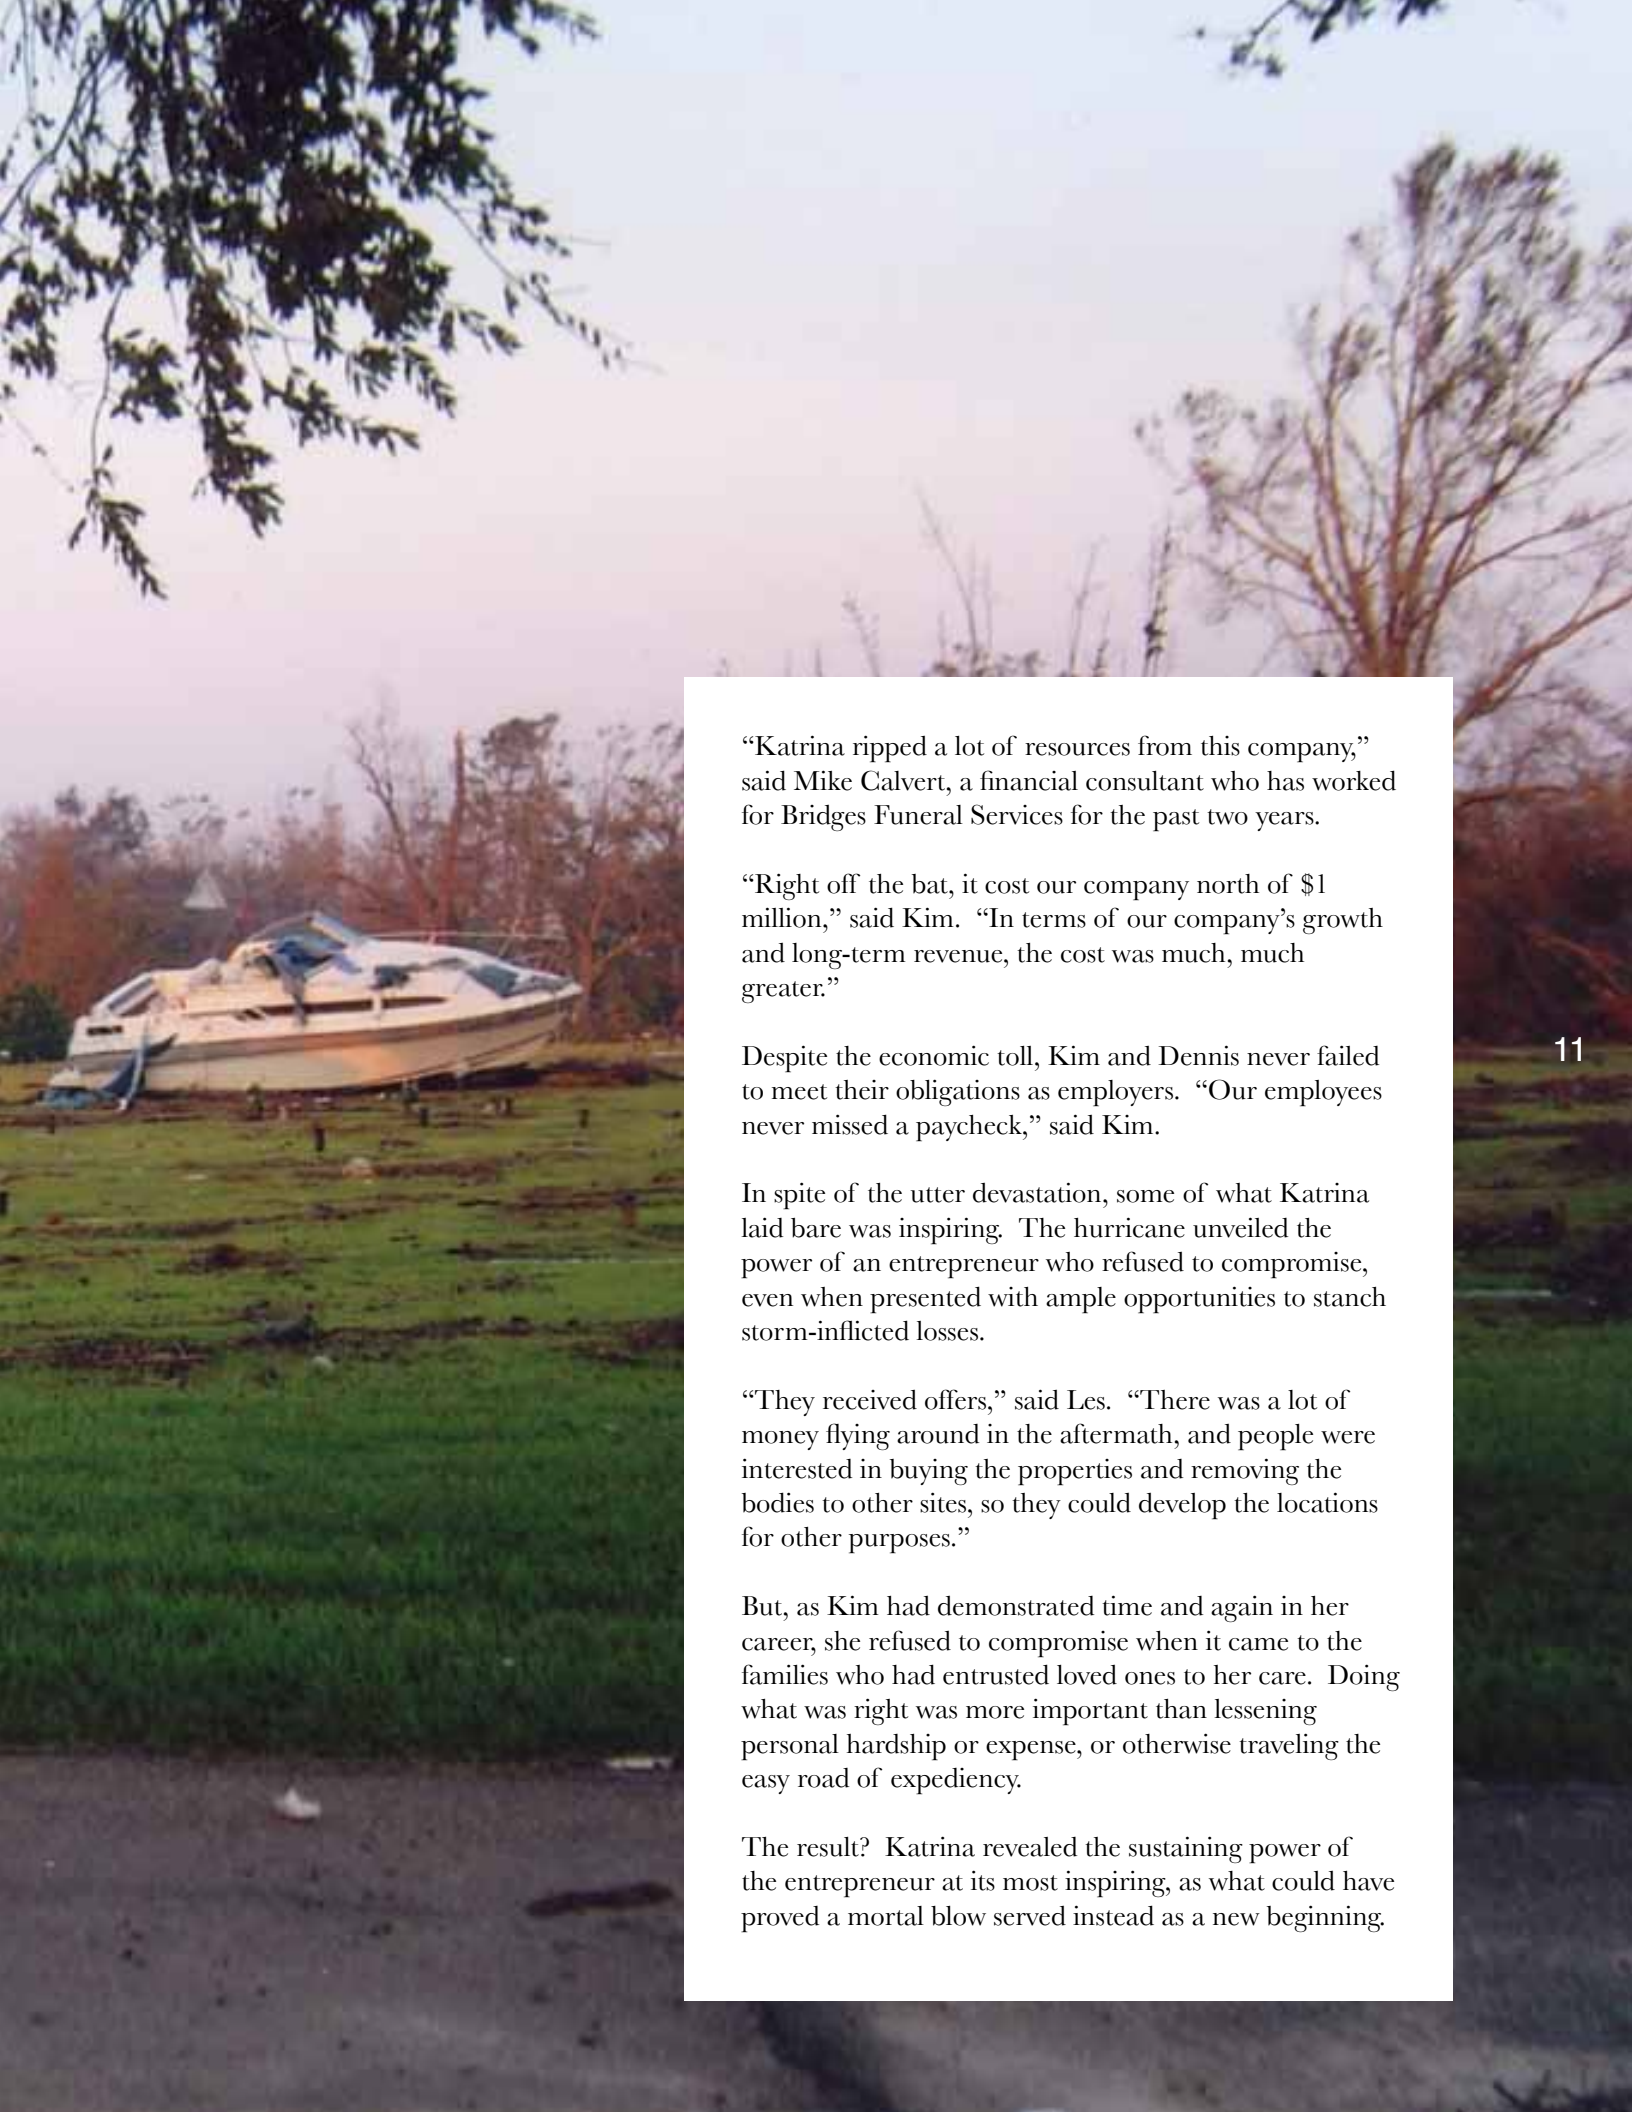 “Katrina ripped a lot of resources from this company,”
said Mike Calvert, a financial consultant who has worked
for Bridges Funeral Services for the past two years.
“Right off the bat, it cost our company north of $1
million,” said Kim.  “In terms of our company’s growth
and long-term revenue, the cost was much, much
greater.”
Despite the economic toll, Kim and Dennis never failed
to meet their obligations as employers.  “Our employees
never missed a paycheck,” said Kim.
In spite of the utter devastation, some of what Katrina
laid bare was inspiring.  The hurricane unveiled the
power of an entrepreneur who refused to compromise,
even when presented with ample opportunities to stanch
storm-inflicted losses.
“They received offers,” said Les.  “There was a lot of
money flying around in the aftermath, and people were
interested in buying the properties and removing the
bodies to other sites, so they could develop the locations
for other purposes.”
But, as Kim had demonstrated time and again in her
career, she refused to compromise when it came to the
families who had entrusted loved ones to her care.  Doing
what was right was more important than lessening
personal hardship or expense, or otherwise traveling the
easy road of expediency.
The result?  Katrina revealed the sustaining power of
the entrepreneur at its most inspiring, as what could have
proved a mortal blow served instead as a new beginning.
11